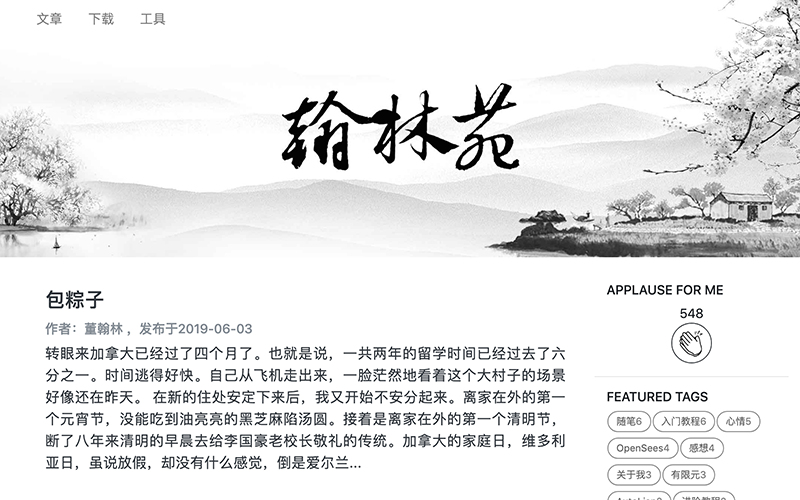 文章 下载 工具
翰林苑
包粽子
作者：董翰林 ，发布于2019-06-03
转眼来加拿大已经过了四个月了。也就是说，一共两年的留学时间已经过去了六
分之一。时间逃得好快。自己从飞机走出来，一脸茫然地看着这个大村子的场景
好像还在昨天。 在新的住处安定下来后，我又开始不安分起来。离家在外的第一
个元宵节，没能吃到油亮亮的黑芝麻陷汤圆。接着是离家在外的第一个清明节，
断了八年来清明的早晨去给李国豪老校长敬礼的传统。加拿大的家庭日，维多利
亚日，虽说放假，却没有什么感觉，倒是爱尔兰...
APPLAUSE FOR ME
548
FEATURED TAGS
随笔6 入门教程6 心情5
OpenSees4 感想4
关于我3 有限元3